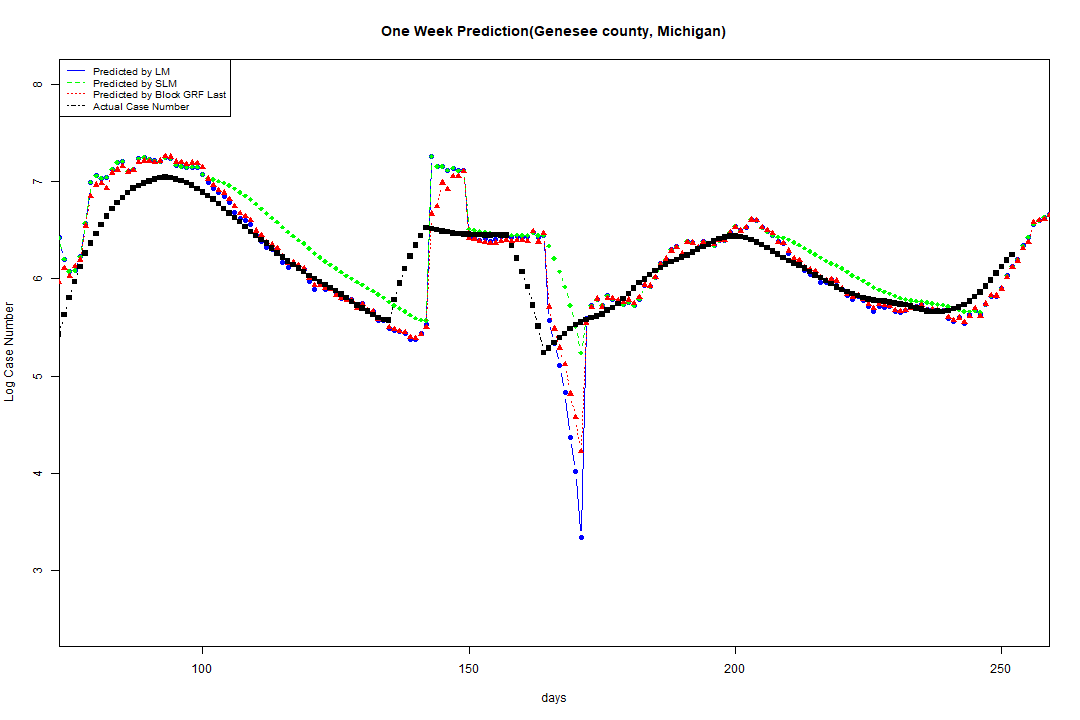 One Week Prediction(Genesee county, Michigan)
Predicted by LM
Predicted by SLM
Predicted by Block GRF Last
Actual Case Number
Log Case Number
8
7
6
5
4
3
100
150
200
250
days